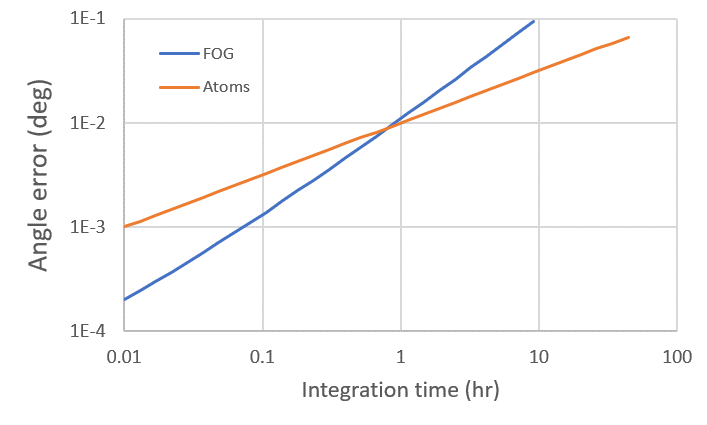 1E-1
FOG
Atoms
1E-2
1E-3
1E-4
Angle error (deg)
0.01 0.1 1 10 100
Integration time (hr)